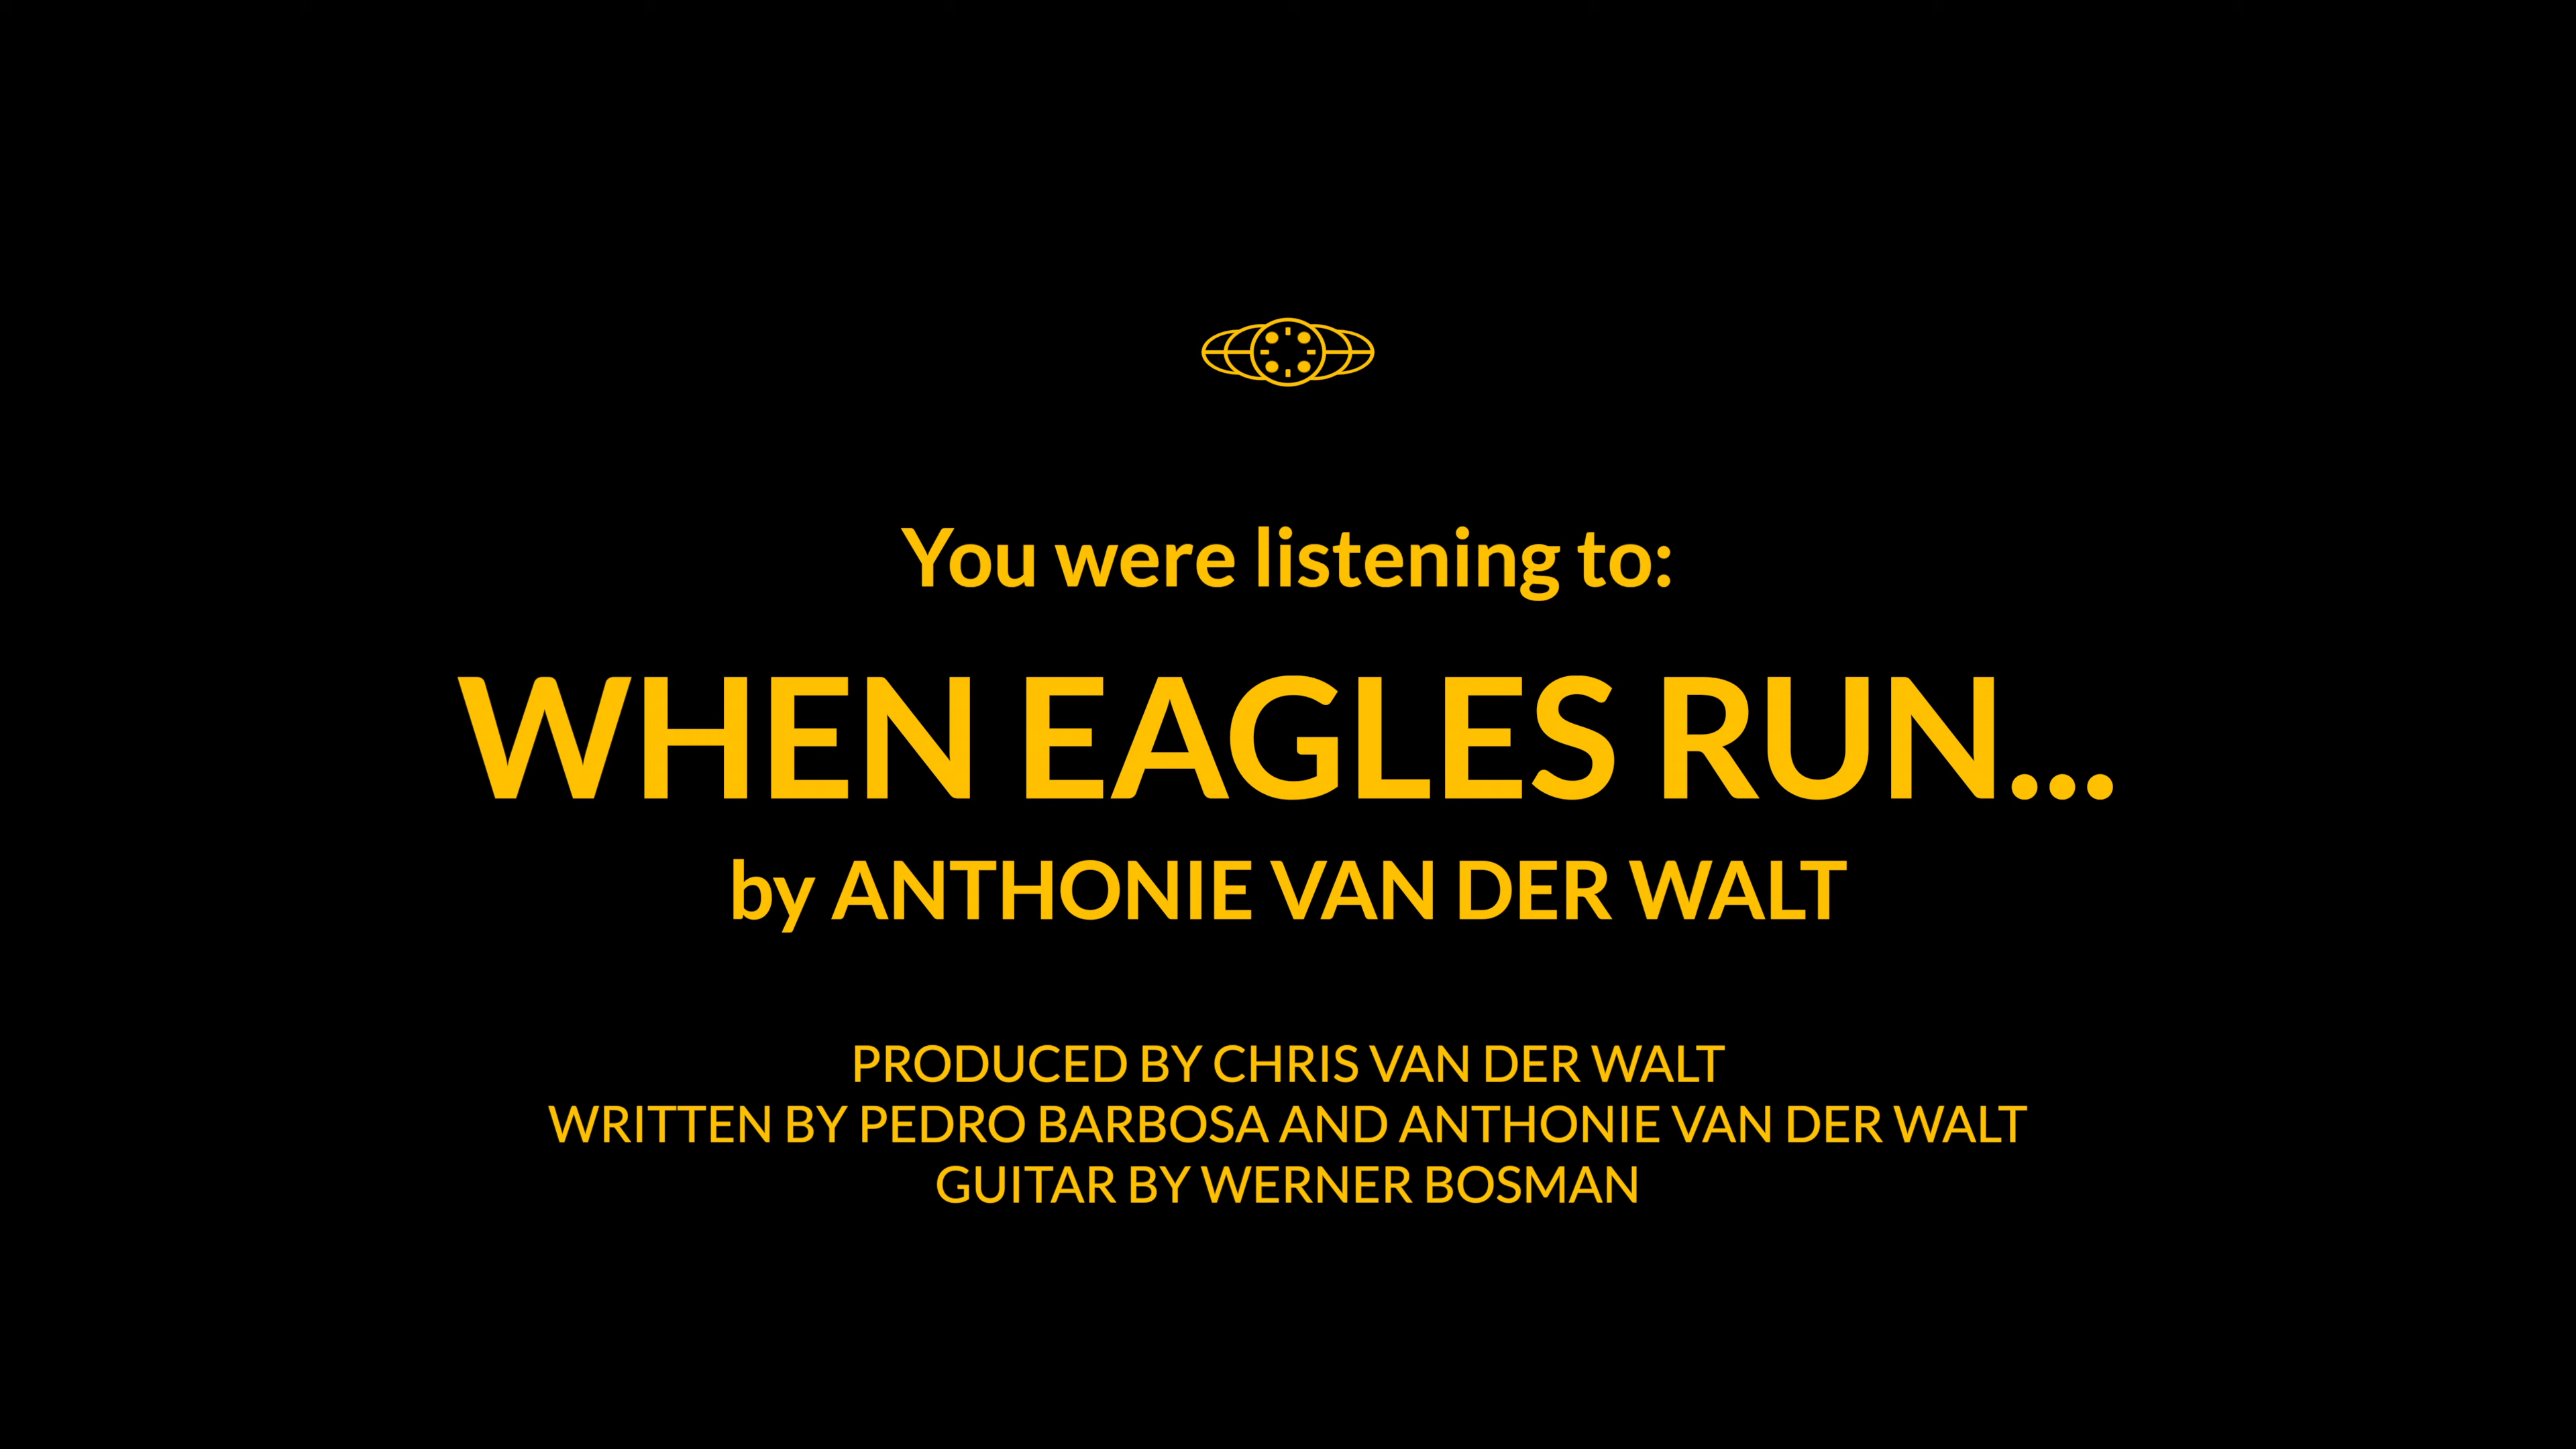 You were listening to:
WHEN EAGLES RUN...
by ANTHONIE VAN DER WALT
PRODUCED BY CHRIS VAN DER WALT
WRITTEN BY PEDRO BARBOSA AND ANTHONIE VAN DER WALT
GUITAR BY WERNER BOSMAN